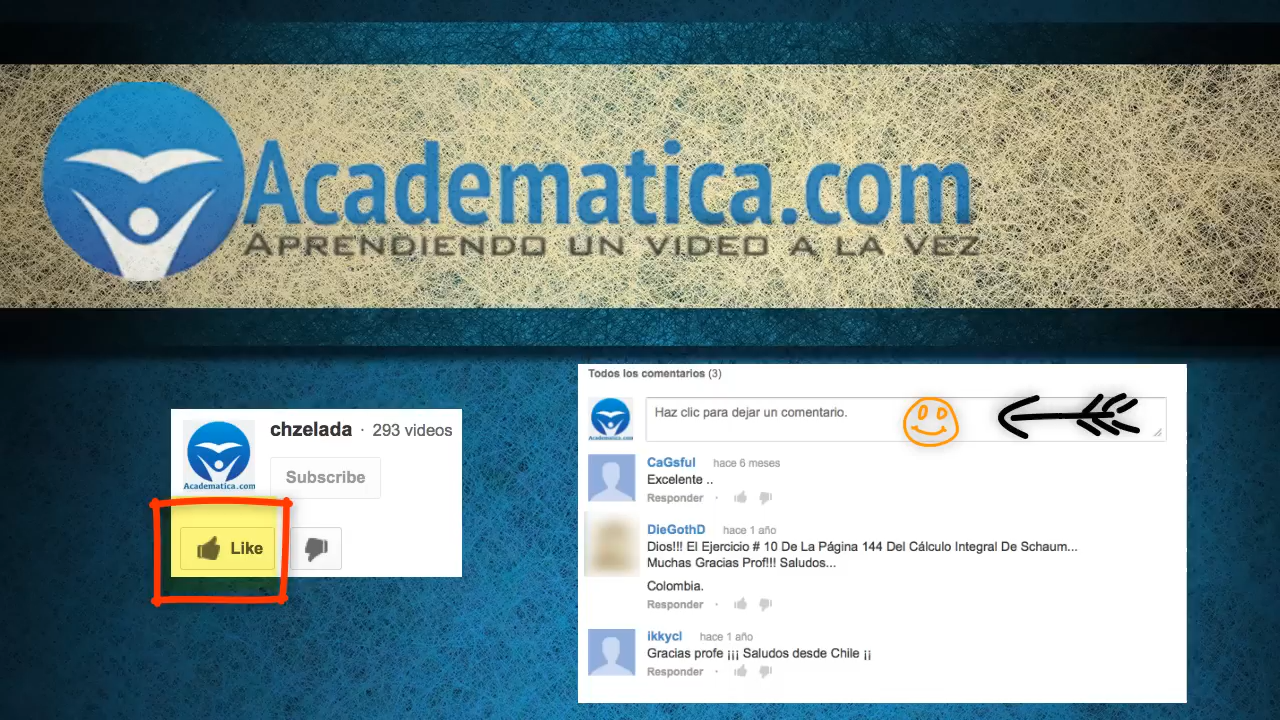 Academatica.com
APRENDIENDO UN VIDEO A LA VEZ
chzelada · 293 videos
Subscribe
Academatica.com
Like
Todos los comentarios (3)
Haz clic para dejar un comentario.
Academatica.com
CaGsful hace 6 meses
Excelente ..
Responder ·
DieGothD hace 1 año
Dios!!! El Ejercicio # 10 De La Página 144 Del Cálculo Integral De Schaum...
Muchas Gracias Prof!!! Saludos...
Colombia.
Responder ·
ikkycl hace 1 año
Gracias profe ¡¡¡ Saludos desde Chile ¡¡
Responder ·